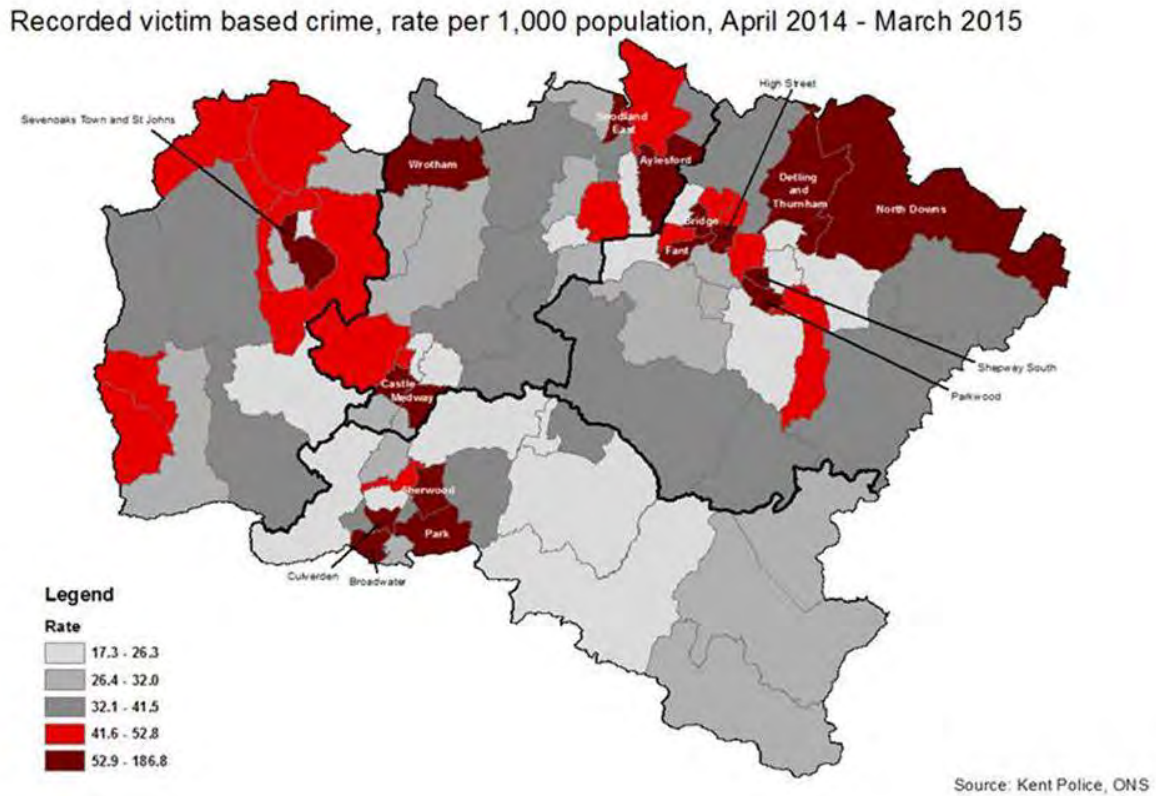 Recorded victim based crime, rate per 1,000 population, April 2014 - March 2015
High Street
Sevenoaks Town and St Johns
Snodland
East
Wrotham
Aylesford
Detling
and
Thurnham
North Downs
Bridge
Fant
Shepway South
Parkwood
Castle
Medway
Sherwood
Park
Culverden
Broadwater
Legend
Rate
17.3 - 26.3
26.4 - 32.0
32.1 - 41.5
41.6 - 52.8
52.9 - 186.8
Source: Kent Police, ONS